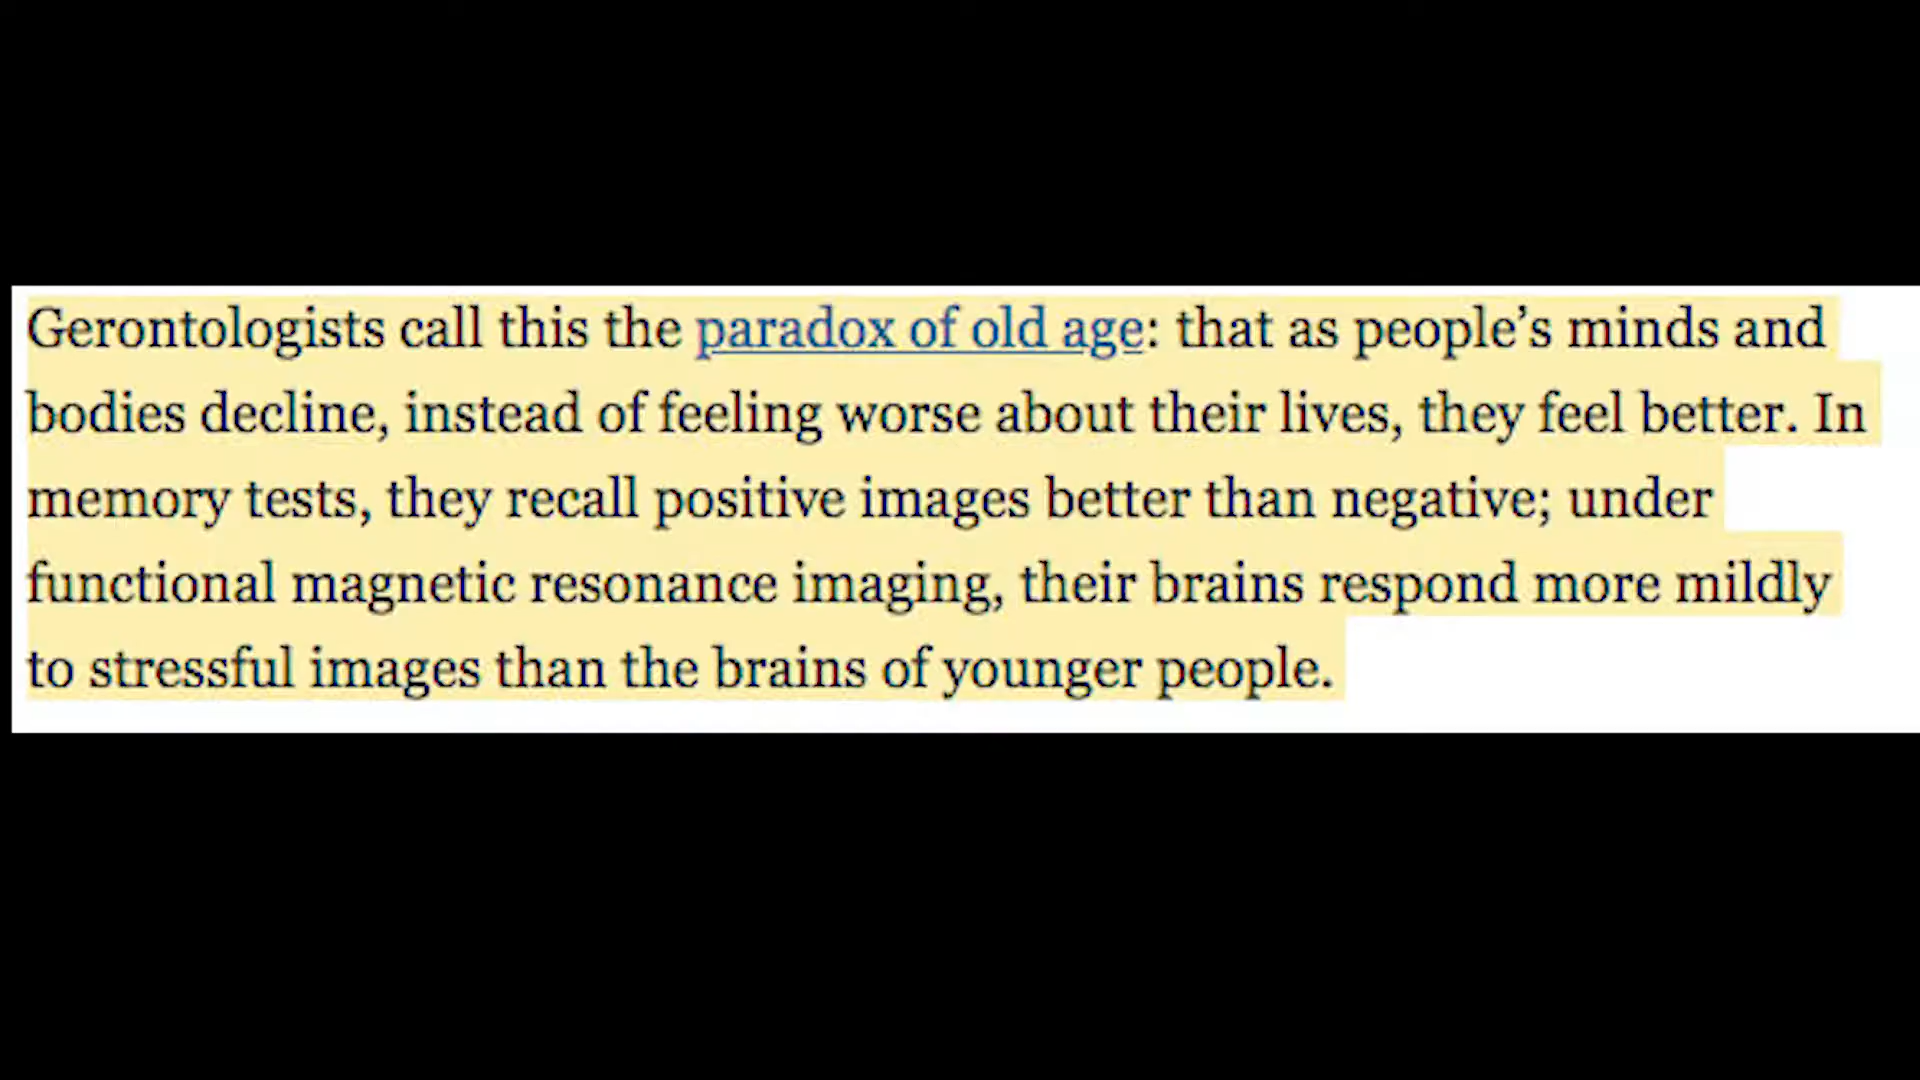 Gerontologists call this the paradox of old age: that as people’s minds and
bodies decline, instead of feeling worse about their lives, they feel better. In
memory tests, they recall positive images better than negative; under
functional magnetic resonance imaging, their brains respond more mildly
to stressful images than the brains of younger people.